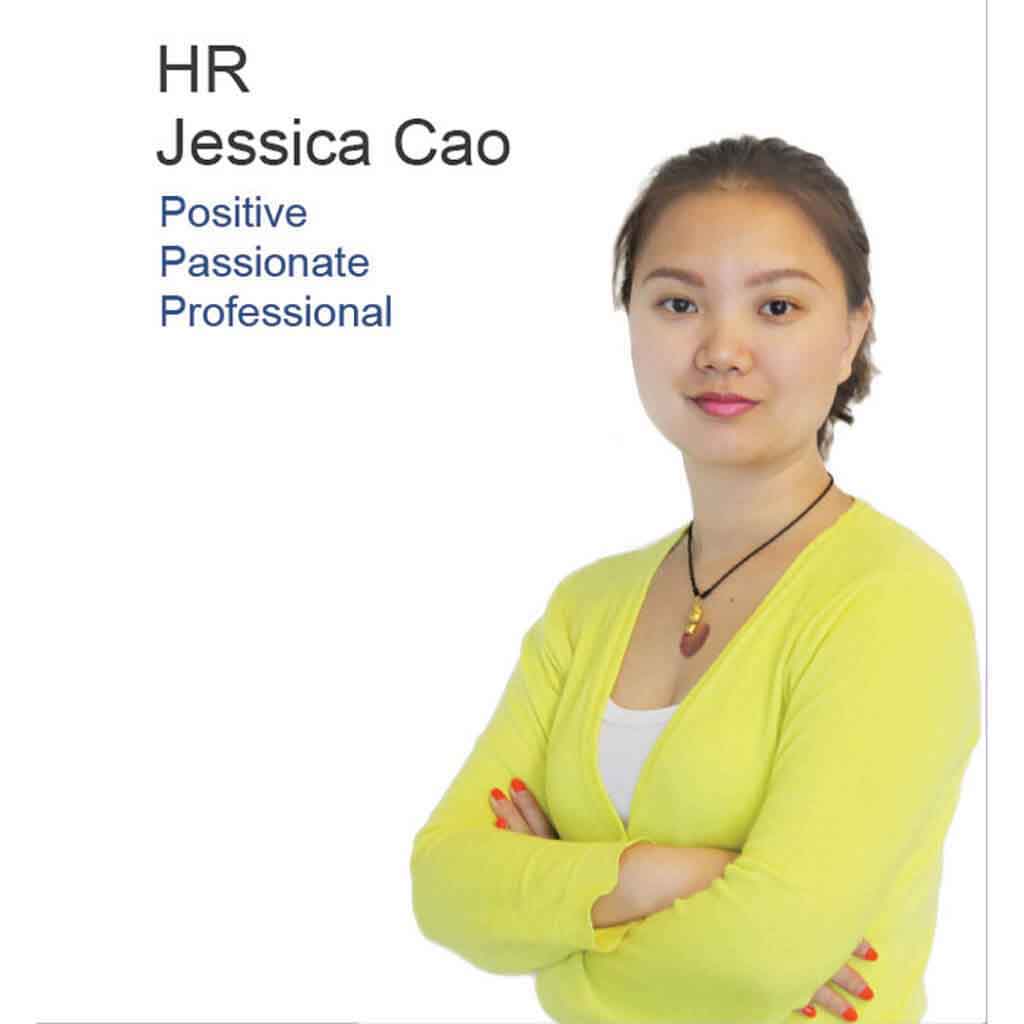 HR
Jessica Cao
Positive
Passionate
Professional